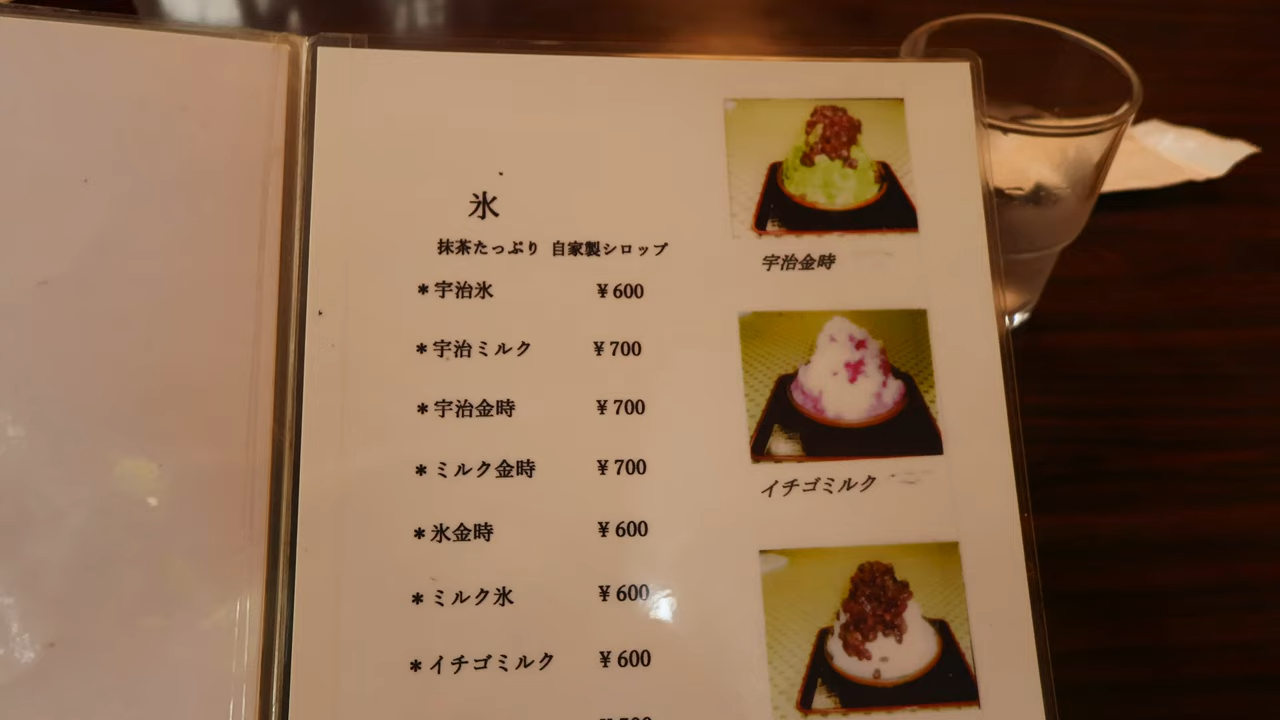 氷
抹茶たっぷり 自家製シロップ
*宇治氷 ¥600
*宇治ミルク ¥700
*宇治金時 ¥700
*ミルク金時 ¥700
*氷金時 ¥600
*ミルク氷 ¥600
*イチゴミルク ¥600
宇治金時
イチゴミルク